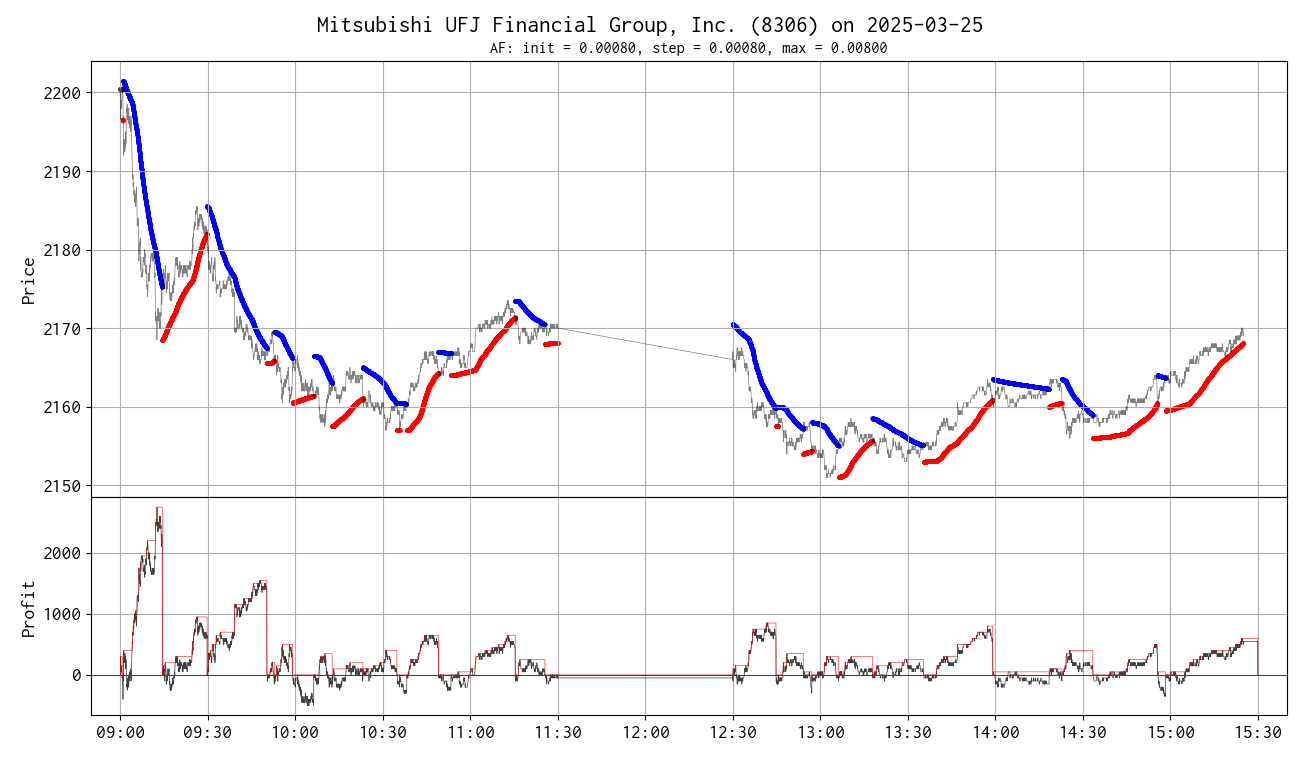 Mitsubishi UFJ Financial Group, Inc. (8306) on 2025-03-25
AF: init = 0.00080, step = 0.00080, max = 0.00800
Price
2200
2190
2180
2170
2160
2150
Profit
2000
1000
0
09:00 09:30 10:00 10:30 11:00 11:30 12:00 12:30 13:00 13:30 14:00 14:30 15:00 15:30